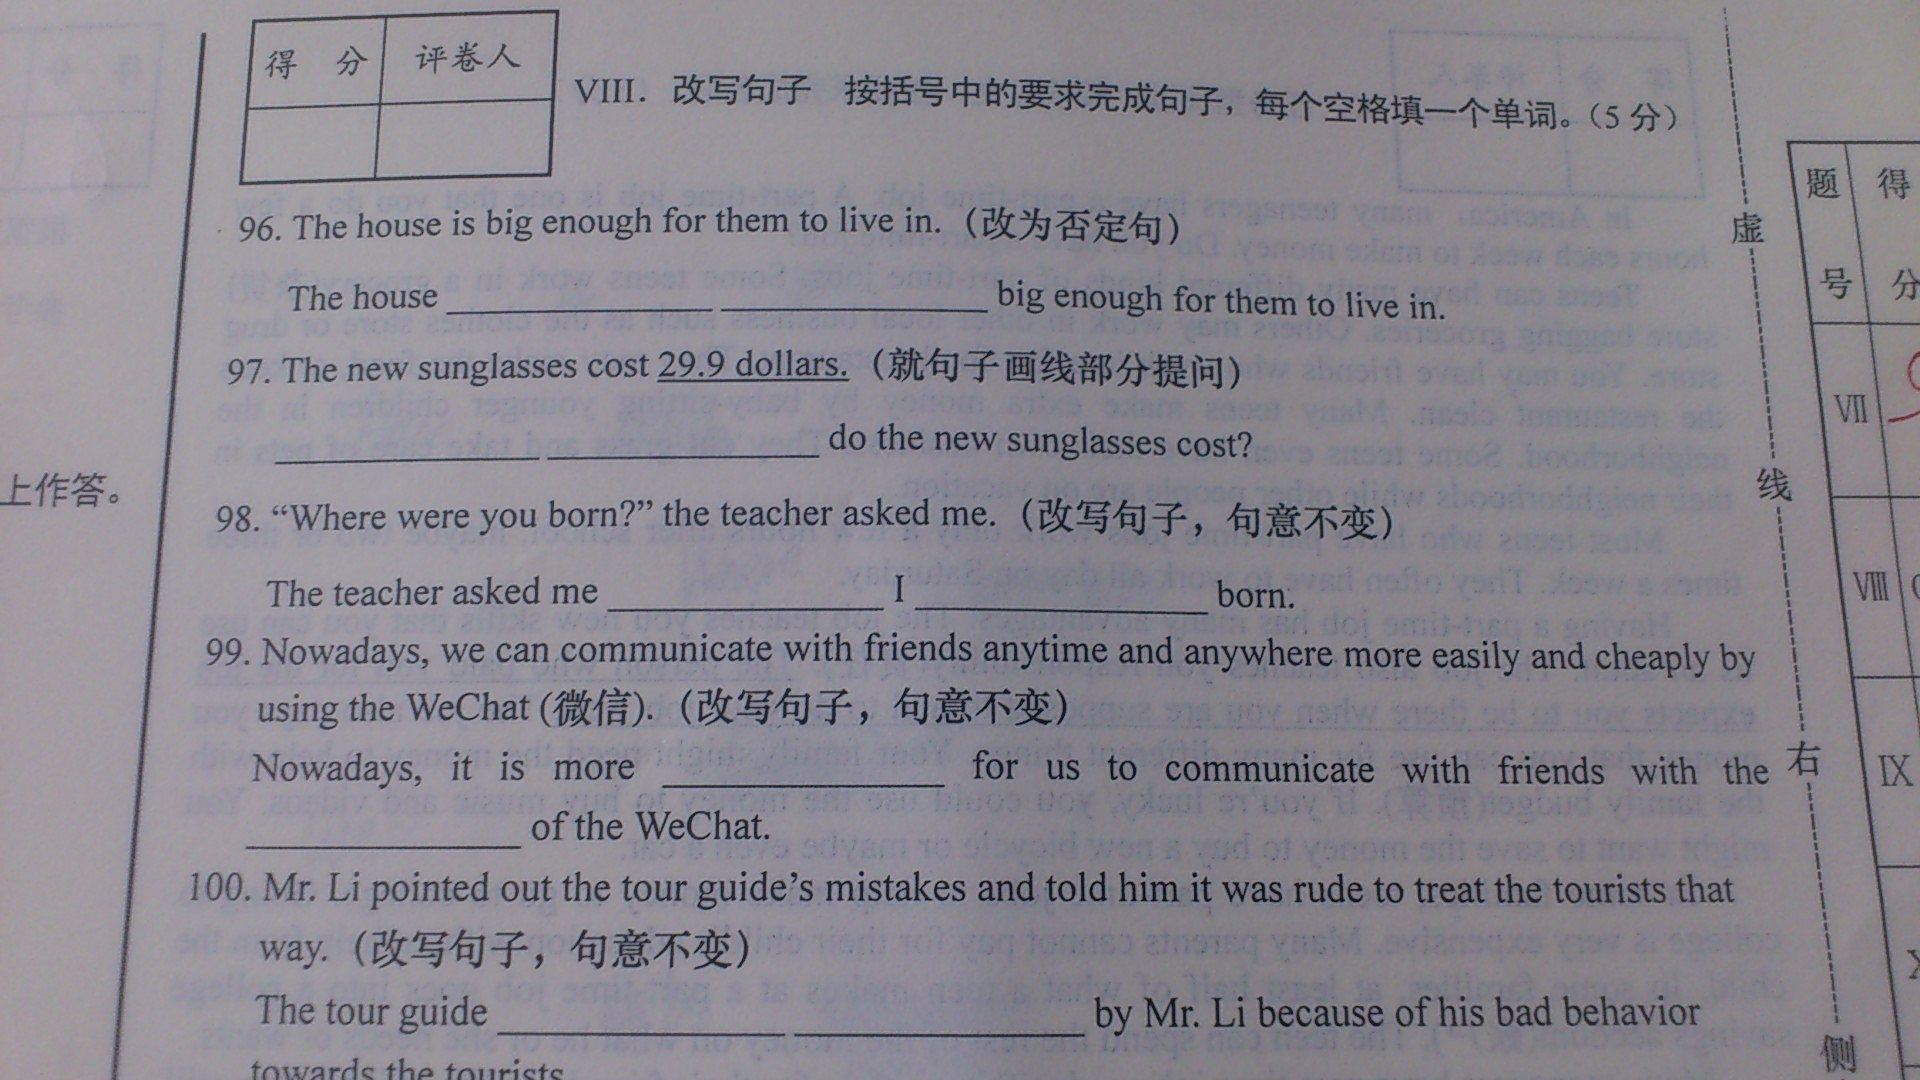 得 分 评卷人
VIII. 改写句子 按括号中的要求完成句子，每个空格填一个单词。（5 分）
96. The house is big enough for them to live in.（改为否定句）
The house ________ ________ big enough for them to live in.
97. The new sunglasses cost 29.9 dollars.（就句子画线部分提问）
________ ________ do the new sunglasses cost?
98. “Where were you born?” the teacher asked me.（改写句子，句意不变）
The teacher asked me ________ I ________ born.
99. Nowadays, we can communicate with friends anytime and anywhere more easily and cheaply by
using the WeChat (微信).（改写句子，句意不变）
Nowadays, it is more ________ for us to communicate with friends with the
________ of the WeChat.
100. Mr. Li pointed out the tour guide’s mistakes and told him it was rude to treat the tourists that
way.（改写句子，句意不变）
The tour guide ________ by Mr. Li because of his bad behavior
towards the tourists
上作答。
虚
线
右
侧
题 得
号 分
VII
VIII
IX